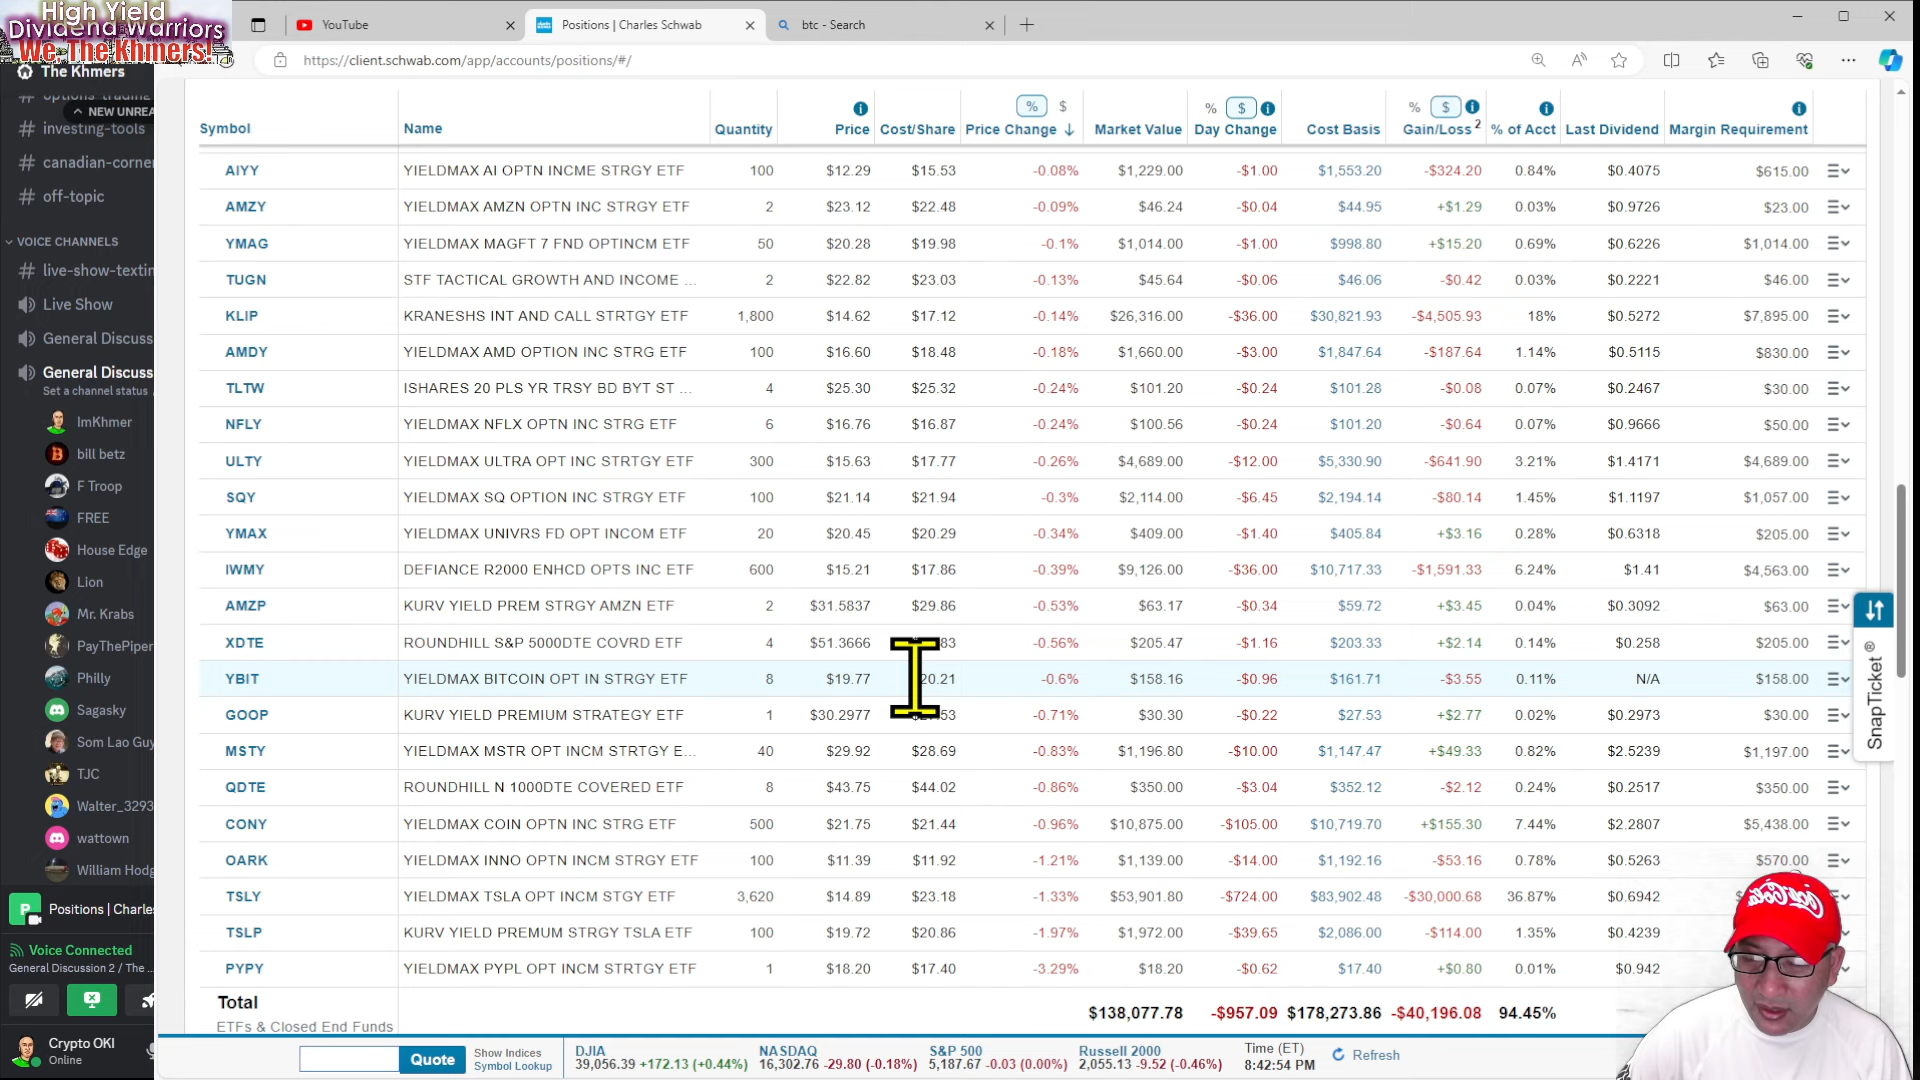 High Yield
Dividend Warriors
We The Khmers!
YouTube
Positions | Charles Schwab
btc - Search
https://client.schwab.com/app/accounts/positions/#/
The Khmers
NEW UNREA
investing-tools
canadian-corner
off-topic
VOICE CHANNELS
live-show-textin
Live Show
General Discuss
General Discuss
Set a channel status
ImKhmer
bill betz
F Troop
FREE
House Edge
Lion
Mr. Krabs
PayThePiper
Philly
Sagasky
Som Lao Guy
TJC
Walter_3293
wattown
William Hodg
Positions | Charle
Voice Connected
General Discussion 2 / The ...
Crypto OKI
Online
% $ % $ % $
Symbol Name Quantity Price Cost/Share Price Change Market Value Day Change Cost Basis Gain/Loss 2 % of Acct Last Dividend Margin Requirement
AIYY YIELDMAX AI OPTN INCME STRGY ETF 100 $12.29 $15.53 -0.08% $1,229.00 -$1.00 $1,553.20 -$324.20 0.84% $0.4075 $615.00
AMZY YIELDMAX AMZN OPTN INC STRGY ETF 2 $23.12 $22.48 -0.09% $46.24 -$0.04 $44.95 +$1.29 0.03% $0.9726 $23.00
YMAG YIELDMAX MAGFT 7 FND OPTINCM ETF 50 $20.28 $19.98 -0.1% $1,014.00 -$1.00 $998.80 +$15.20 0.69% $0.6226 $1,014.00
TUGN STF TACTICAL GROWTH AND INCOME ... 2 $22.82 $23.03 -0.13% $45.64 -$0.06 $46.06 -$0.42 0.03% $0.2221 $46.00
KLIP KRANESHS INT AND CALL STRTGY ETF 1,800 $14.62 $17.12 -0.14% $26,316.00 -$36.00 $30,821.93 -$4,505.93 18% $0.5272 $7,895.00
AMDY YIELDMAX AMD OPTION INC STRG ETF 100 $16.60 $18.48 -0.18% $1,660.00 -$3.00 $1,847.64 -$187.64 1.14% $0.5115 $830.00
TLTW ISHARES 20 PLS YR TRSY BD BYT ST ... 4 $25.30 $25.32 -0.24% $101.20 -$0.24 $101.28 -$0.08 0.07% $0.2467 $30.00
NFLY YIELDMAX NFLX OPTN INC STRG ETF 6 $16.76 $16.87 -0.24% $100.56 -$0.24 $101.20 -$0.64 0.07% $0.9666 $50.00
ULTY YIELDMAX ULTRA OPT INC STRTGY ETF 300 $15.63 $17.77 -0.26% $4,689.00 -$12.00 $5,330.90 -$641.90 3.21% $1.4171 $4,689.00
SQY YIELDMAX SQ OPTION INC STRGY ETF 100 $21.14 $21.94 -0.3% $2,114.00 -$6.45 $2,194.14 -$80.14 1.45% $1.1197 $1,057.00
YMAX YIELDMAX UNIVRS FD OPT INCOM ETF 20 $20.45 $20.29 -0.34% $409.00 -$1.40 $405.84 +$3.16 0.28% $0.6318 $205.00
IWMY DEFIANCE R2000 ENHCD OPTS INC ETF 600 $15.21 $17.86 -0.39% $9,126.00 -$36.00 $10,717.33 -$1,591.33 6.24% $1.41 $4,563.00
AMZP KURV YIELD PREM STRGY AMZN ETF 2 $31.5837 $29.86 -0.53% $63.17 -$0.34 $59.72 +$3.45 0.04% $0.3092 $63.00
XDTE ROUNDHILL S&P 5000DTE COVRD ETF 4 $51.3666 83 -0.56% $205.47 -$1.16 $203.33 +$2.14 0.14% $0.258 $205.00
YBIT YIELDMAX BITCOIN OPT IN STRGY ETF 8 $19.77 20.21 -0.6% $158.16 -$0.96 $161.71 -$3.55 0.11% N/A $158.00
GOOP KURV YIELD PREMIUM STRATEGY ETF 1 $30.2977 53 -0.71% $30.30 -$0.22 $27.53 +$2.77 0.02% $0.2973 $30.00
MSTY YIELDMAX MSTR OPT INCM STRTGY E... 40 $29.92 $28.69 -0.83% $1,196.80 -$10.00 $1,147.47 +$49.33 0.82% $2.5239 $1,197.00
QDTE ROUNDHILL N 1000DTE COVERED ETF 8 $43.75 $44.02 -0.86% $350.00 -$3.04 $352.12 -$2.12 0.24% $0.2517 $350.00
CONY YIELDMAX COIN OPTN INC STRG ETF 500 $21.75 $21.44 -0.96% $10,875.00 -$105.00 $10,719.70 +$155.30 7.44% $2.2807 $5,438.00
OARK YIELDMAX INNO OPTN INCM STRGY ETF 100 $11.39 $11.92 -1.21% $1,139.00 -$14.00 $1,192.16 -$53.16 0.78% $0.5263 $570.00
TSLY YIELDMAX TSLA OPT INCM STGY ETF 3,620 $14.89 $23.18 -1.33% $53,901.80 -$724.00 $83,902.48 -$30,000.68 36.87% $0.6942
TSLP KURV YIELD PREMUM STRGY TSLA ETF 100 $19.72 $20.86 -1.97% $1,972.00 -$39.65 $2,086.00 -$114.00 1.35% $0.4239
PYPY YIELDMAX PYPL OPT INCM STRTGY ETF 1 $18.20 $17.40 -3.29% $18.20 -$0.62 $17.40 +$0.80 0.01% $0.942
Total $138,077.78 -$957.09 $178,273.86 -$40,196.08 94.45%
ETFs & Closed End Funds
SnapTicket ®
Coca-Cola
Quote
Show Indices
Symbol Lookup
DJIA
39,056.39 +172.13 (+0.44%)
NASDAQ
16,302.76 -29.80 (-0.18%)
S&P 500
5,187.67 -0.03 (0.00%)
Russell 2000
2,055.13 -9.52 (-0.46%)
Time (ET)
8:42:54 PM
Refresh